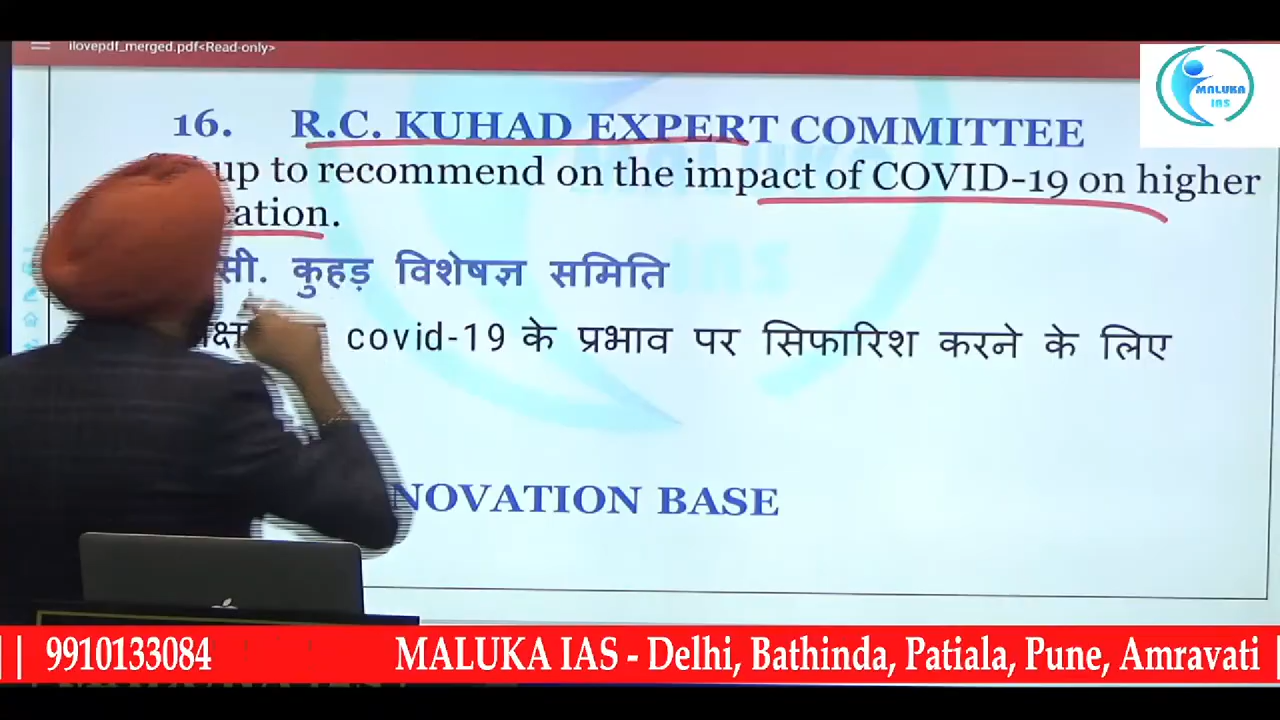 ilovepdf_merged.pdf<Read-only>
MALUKA
IAS
16. R.C. KUHAD EXPERT COMMITTEE
up to recommend on the impact of COVID-19 on higher
cation.
सी. कुहड़ विशेषज्ञ समिति
covid-19 के प्रभाव पर सिफारिश करने के लिए
NOVATION BASE
|| 9910133084 MALUKA IAS - Delhi, Bathinda, Patiala, Pune, Amravati